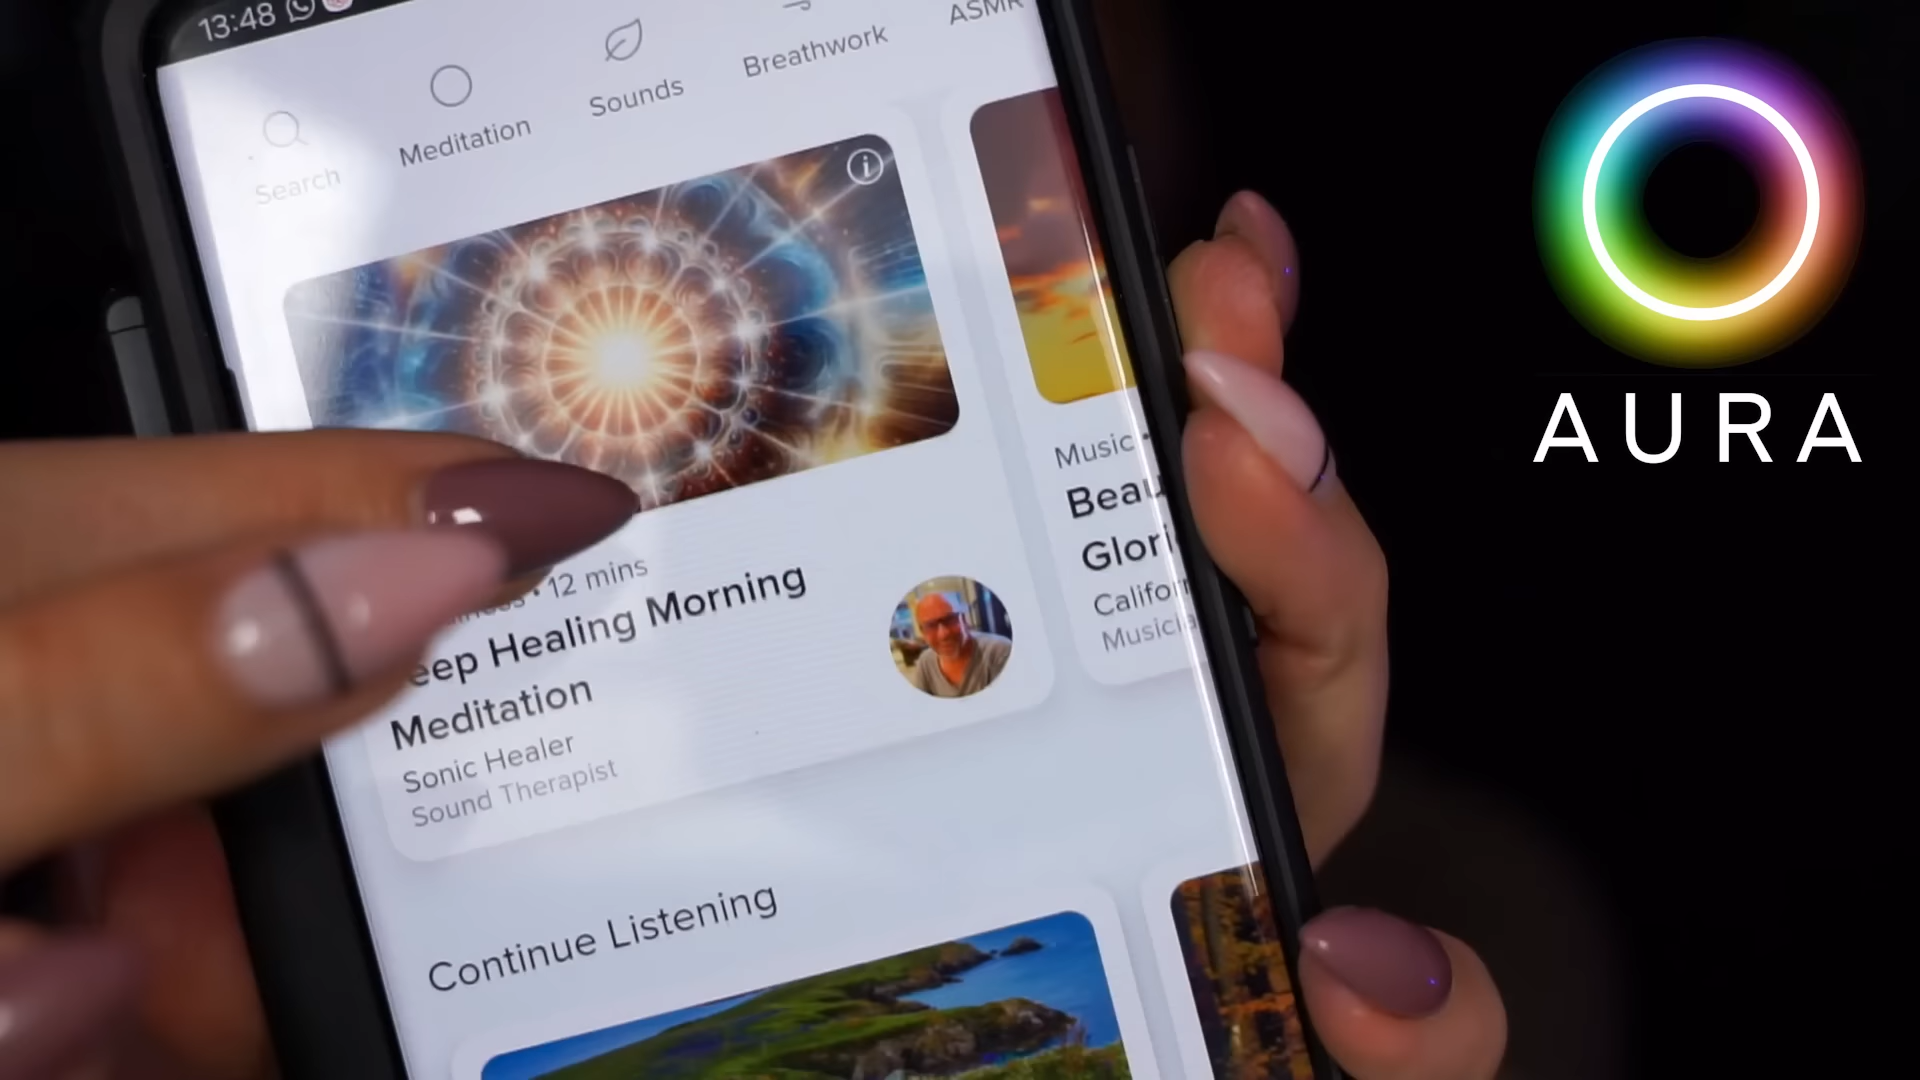 13:48
Search
Meditation
Sounds
Breathwork
ASMR
12 mins
Healing Morning
Meditation
Sonic Healer
Sound Therapist
Music
Continue Listening
AURA